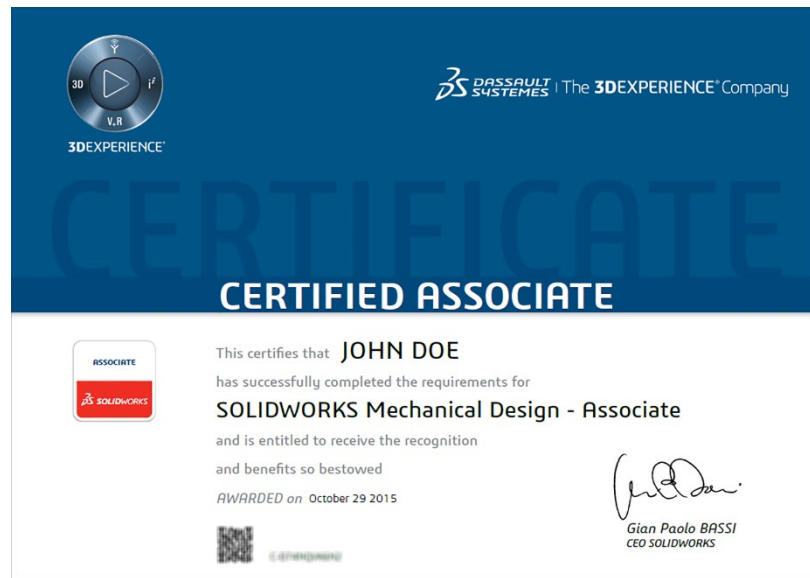 3D
i²
V.R
3DEXPERIENCE®
DASSAULT SYSTEMES | The 3DEXPERIENCE® Company
CERTIFICATE
CERTIFIED ASSOCIATE
ASSOCIATE
SOLIDWORKS
This certifies that JOHN DOE
has successfully completed the requirements for
SOLIDWORKS Mechanical Design - Associate
and is entitled to receive the recognition
and benefits so bestowed
AWARDED on October 29 2015
Gian Paolo BASSI
CEO SOLIDWORKS